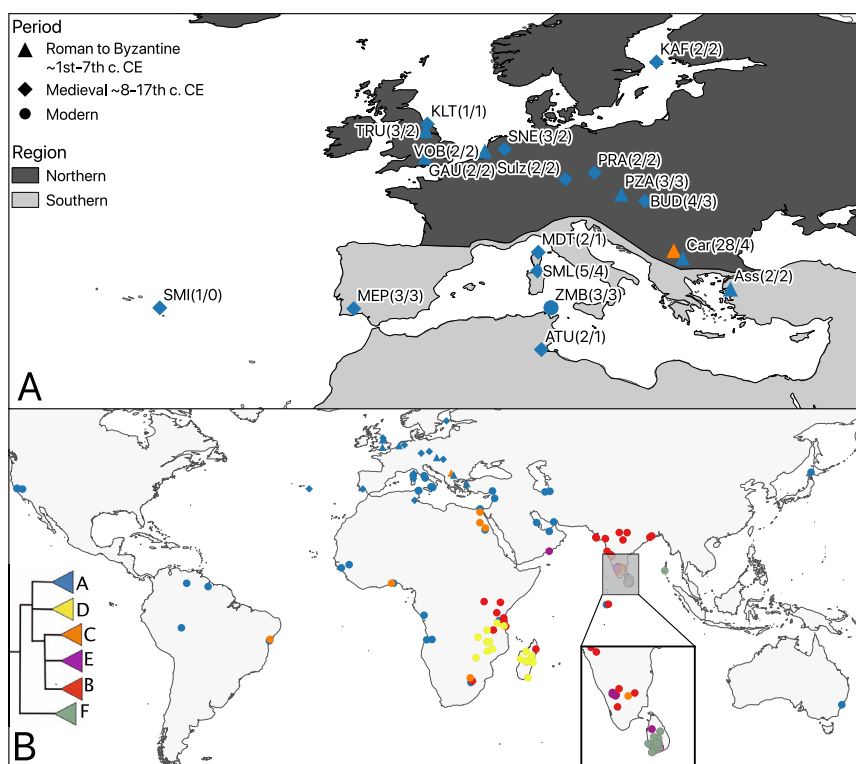 Period
Roman to Byzantine
~1st–7th c. CE
Medieval ~8–17th c. CE
Modern
Region
Northern
Southern
KAF(2/2)
KLT(1/1)
TRU(3/2)
SNE(3/2)
VOB(2/2)
GAU(2/2)
Sulz(2/2)
PRA(2/2)
PZA(3/3)
BUD(4/3)
MDT(2/1)
Car(28/4)
SML(5/4)
Ass(2/2)
SMI(1/0)
MEP(3/3)
ZMB(3/3)
ATU(2/1)
A
A
D
C
E
B
F
B